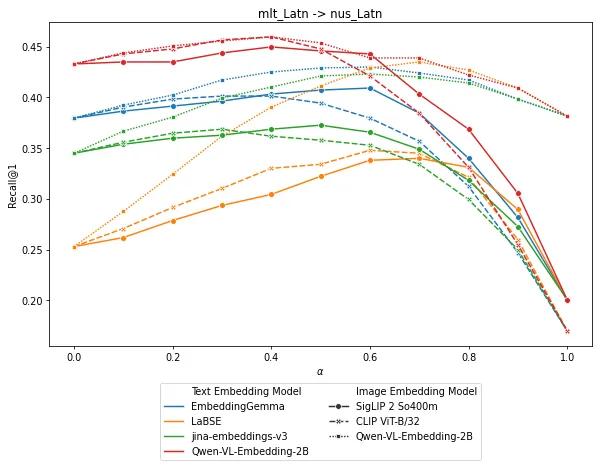 mlt_Latn -> nus_Latn
Recall@1
0.45
0.40
0.35
0.30
0.25
0.20
0.0 0.2 0.4 0.6 0.8 1.0
α
Text Embedding Model Image Embedding Model
EmbeddingGemma SigLIP 2 So400m
LaBSE CLIP ViT-B/32
jina-embeddings-v3 Qwen-VL-Embedding-2B
Qwen-VL-Embedding-2B